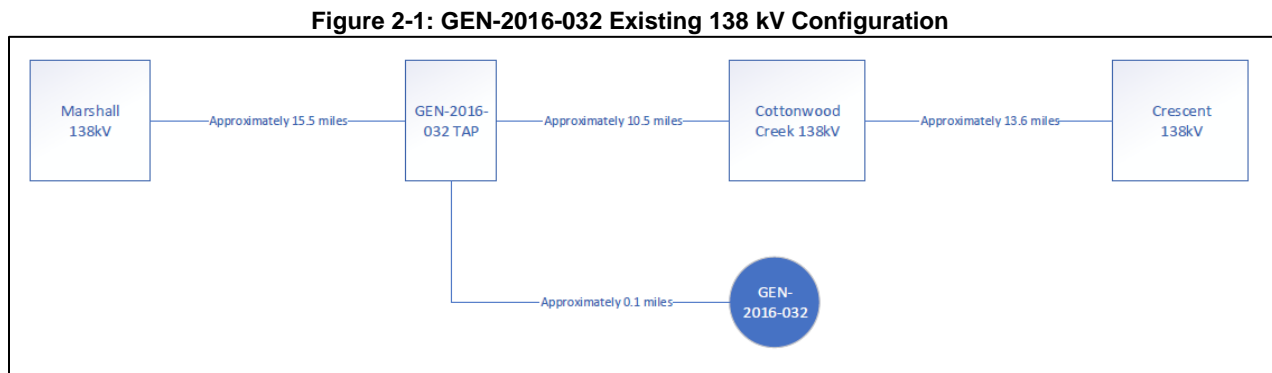 Figure 2-1: GEN-2016-032 Existing 138 kV Configuration
Marshall
138kV
Approximately 15.5 miles
GEN-2016-
032 TAP
Approximately 10.5 miles
Cottonwood
Creek 138kV
Approximately 13.6 miles
Crescent
138kV
Approximately 0.1 miles
GEN-
2016-032